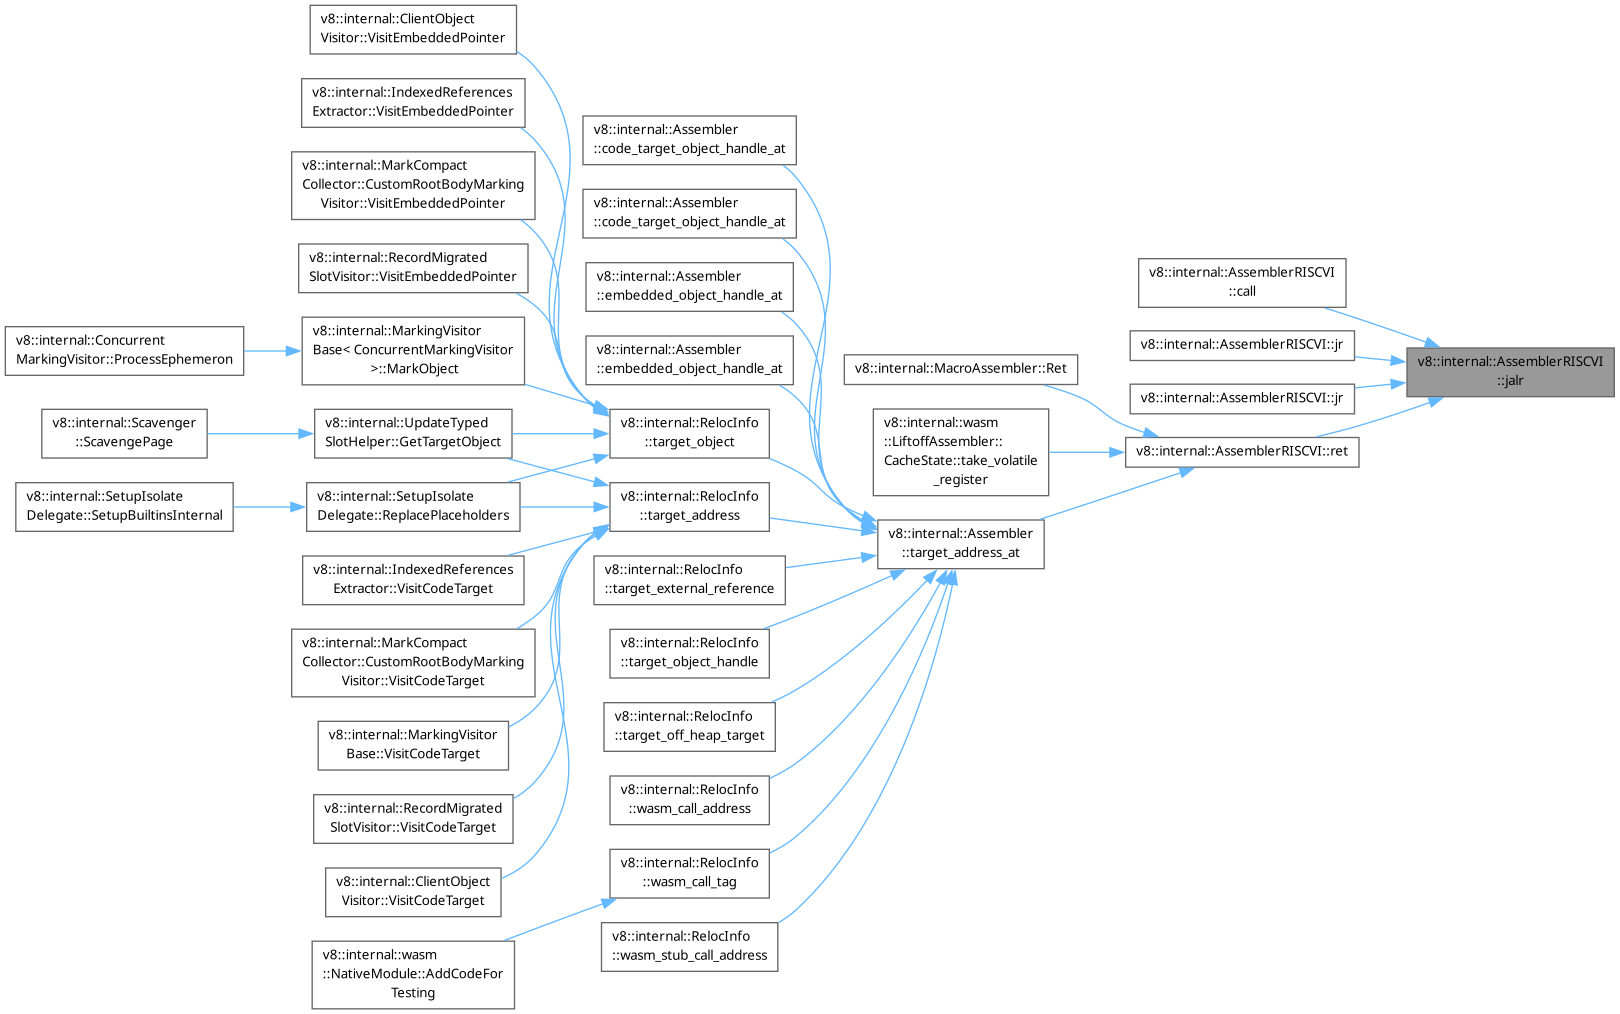 v8::internal::ClientObject
Visitor::VisitEmbeddedPointer
v8::internal::IndexedReferences
Extractor::VisitEmbeddedPointer
v8::internal::MarkCompact
Collector::CustomRootBodyMarking
Visitor::VisitEmbeddedPointer
v8::internal::RecordMigrated
SlotVisitor::VisitEmbeddedPointer
v8::internal::Concurrent
MarkingVisitor::ProcessEphemeron
v8::internal::MarkingVisitor
Base< ConcurrentMarkingVisitor
>::MarkObject
v8::internal::Scavenger
::ScavengePage
v8::internal::UpdateTyped
SlotHelper::GetTargetObject
v8::internal::SetupIsolate
Delegate::SetupBuiltinsInternal
v8::internal::SetupIsolate
Delegate::ReplacePlaceholders
v8::internal::IndexedReferences
Extractor::VisitCodeTarget
v8::internal::MarkCompact
Collector::CustomRootBodyMarking
Visitor::VisitCodeTarget
v8::internal::MarkingVisitor
Base::VisitCodeTarget
v8::internal::RecordMigrated
SlotVisitor::VisitCodeTarget
v8::internal::ClientObject
Visitor::VisitCodeTarget
v8::internal::wasm
::NativeModule::AddCodeFor
Testing
v8::internal::Assembler
::code_target_object_handle_at
v8::internal::Assembler
::code_target_object_handle_at
v8::internal::Assembler
::embedded_object_handle_at
v8::internal::Assembler
::embedded_object_handle_at
v8::internal::RelocInfo
::target_object
v8::internal::RelocInfo
::target_address
v8::internal::RelocInfo
::target_external_reference
v8::internal::RelocInfo
::target_object_handle
v8::internal::RelocInfo
::target_off_heap_target
v8::internal::RelocInfo
::wasm_call_address
v8::internal::RelocInfo
::wasm_call_tag
v8::internal::RelocInfo
::wasm_stub_call_address
v8::internal::MacroAssembler::Ret
v8::internal::wasm
::LiftoffAssembler::
CacheState::take_volatile
_register
v8::internal::Assembler
::target_address_at
v8::internal::AssemblerRISCVI
::call
v8::internal::AssemblerRISCVI::jr
v8::internal::AssemblerRISCVI::jr
v8::internal::AssemblerRISCVI::ret
v8::internal::AssemblerRISCVI
::jalr